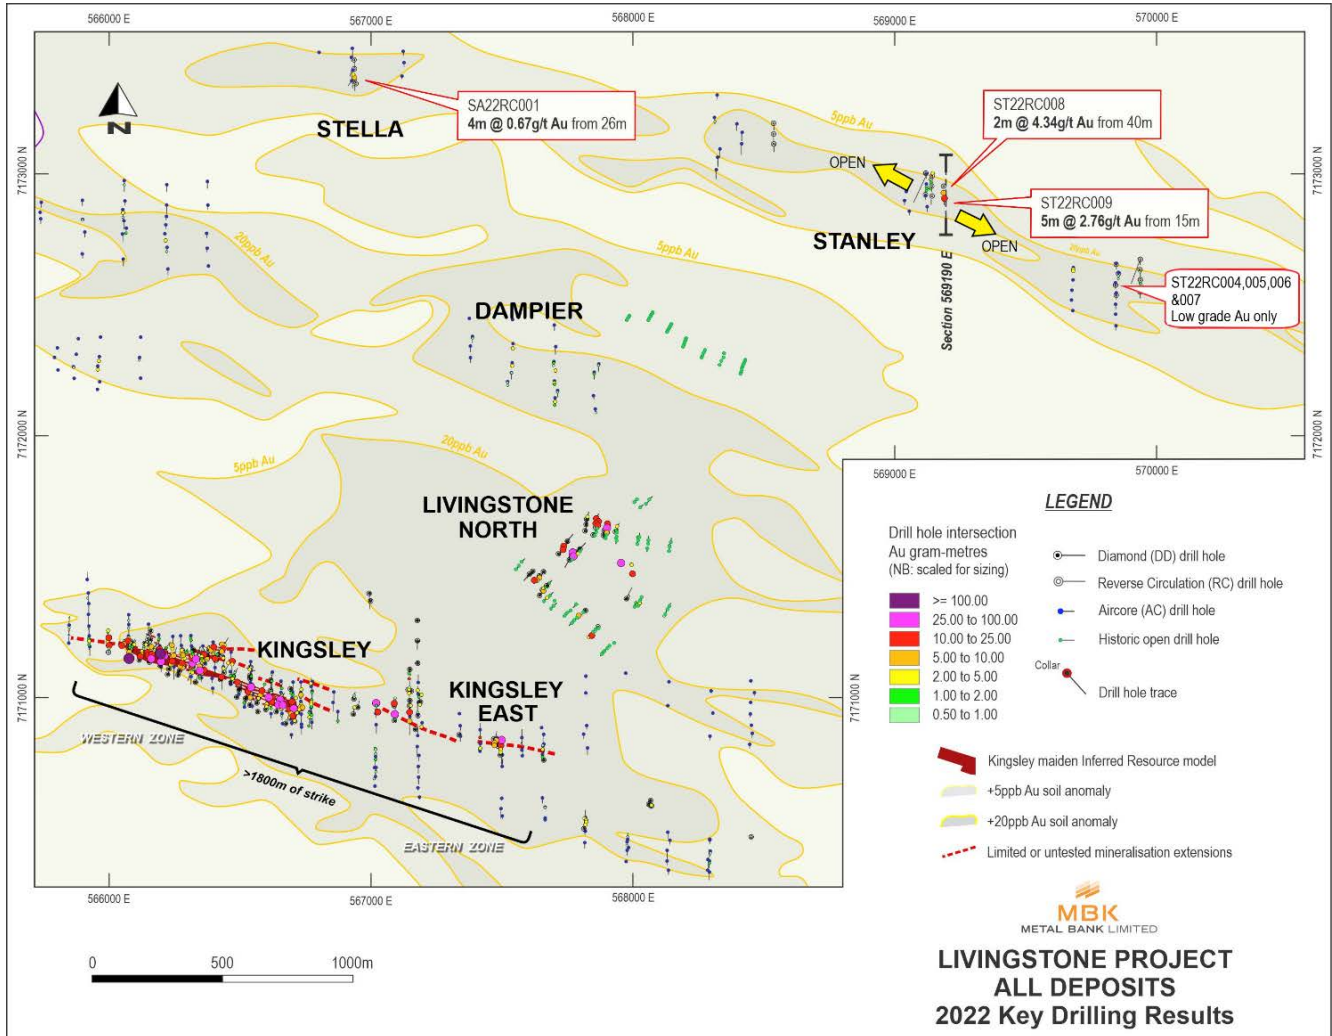 566000 E
567000 E
568000 E
569000 E
570000 E
7173000 N
7173000 N
N
STELLA
SA22RC001
4m @ 0.67g/t Au from 26m
5ppb Au
ST22RC008
2m @ 4.34g/t Au from 40m
OPEN
ST22RC009
5m @ 2.76g/t Au from 15m
STANLEY
OPEN
Section 569190 E
20ppb Au
ST22RC004,005,006
&007
Low grade Au only
20ppb Au
5ppb Au
DAMPIER
7172000 N
7172000 N
5ppb Au
20ppb Au
LIVINGSTONE
NORTH
KINGSLEY
KINGSLEY
EAST
7171000 N
7171000 N
WESTERN ZONE
>1800m of strike
EASTERN ZONE
566000 E
567000 E
568000 E
569000 E
570000 E
LEGEND
Drill hole intersection
Au gram-metres
(NB: scaled for sizing)
>= 100.00
25.00 to 100.00
10.00 to 25.00
5.00 to 10.00
2.00 to 5.00
1.00 to 2.00
0.50 to 1.00
Diamond (DD) drill hole
Reverse Circulation (RC) drill hole
Aircore (AC) drill hole
Historic open drill hole
Collar
Drill hole trace
Kingsley maiden Inferred Resource model
+5ppb Au soil anomaly
+20ppb Au soil anomaly
Limited or untested mineralisation extensions
MBK
METAL BANK LIMITED
LIVINGSTONE PROJECT
ALL DEPOSITS
2022 Key Drilling Results
0
500
1000m